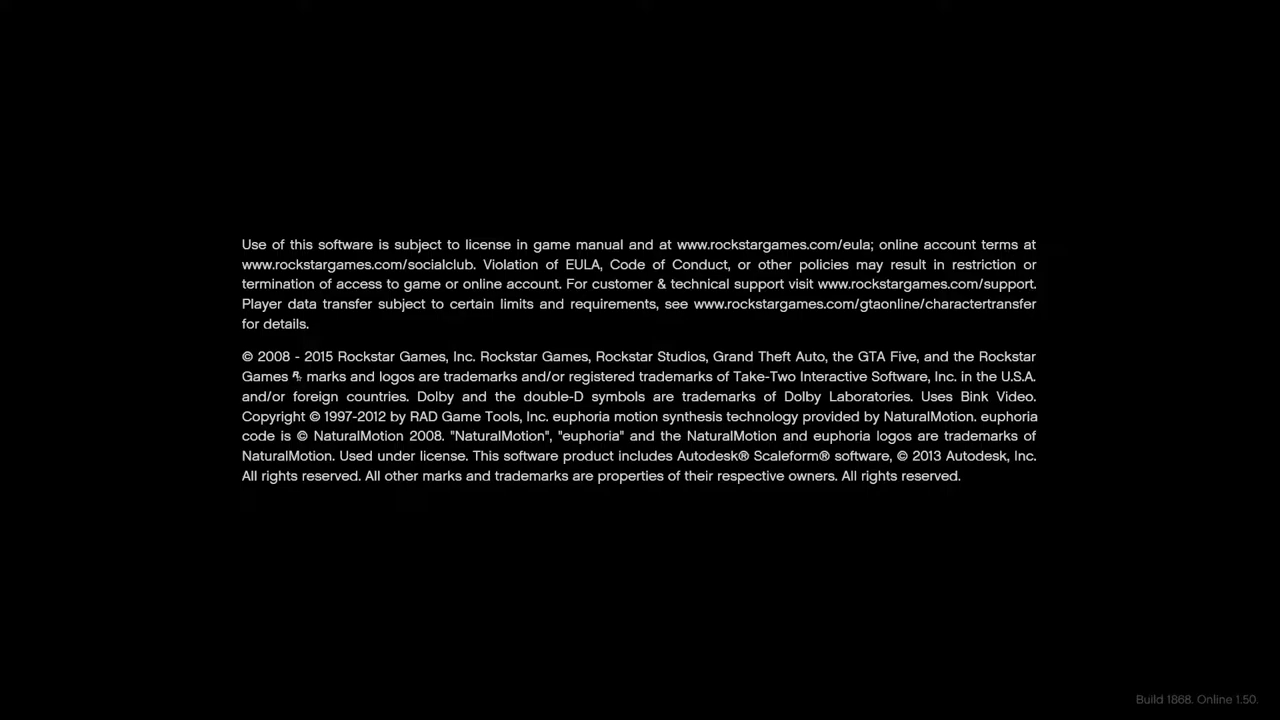 Use of this software is subject to license in game manual and at www.rockstargames.com/eula; online account terms at
www.rockstargames.com/socialclub. Violation of EULA, Code of Conduct, or other policies may result in restriction or
termination of access to game or online account. For customer & technical support visit www.rockstargames.com/support.
Player data transfer subject to certain limits and requirements, see www.rockstargames.com/gtaonline/charactertransfer
for details.
© 2008 - 2015 Rockstar Games, Inc. Rockstar Games, Rockstar Studios, Grand Theft Auto, the GTA Five, and the Rockstar
Games R* marks and logos are trademarks and/or registered trademarks of Take-Two Interactive Software, Inc. in the U.S.A.
and/or foreign countries. Dolby and the double-D symbols are trademarks of Dolby Laboratories. Uses Bink Video.
Copyright © 1997-2012 by RAD Game Tools, Inc. euphoria motion synthesis technology provided by NaturalMotion. euphoria
code is © NaturalMotion 2008. "NaturalMotion", "euphoria" and the NaturalMotion and euphoria logos are trademarks of
NaturalMotion. Used under license. This software product includes Autodesk® Scaleform® software, © 2013 Autodesk, Inc.
All rights reserved. All other marks and trademarks are properties of their respective owners. All rights reserved.
Build 1868. Online 1.50.